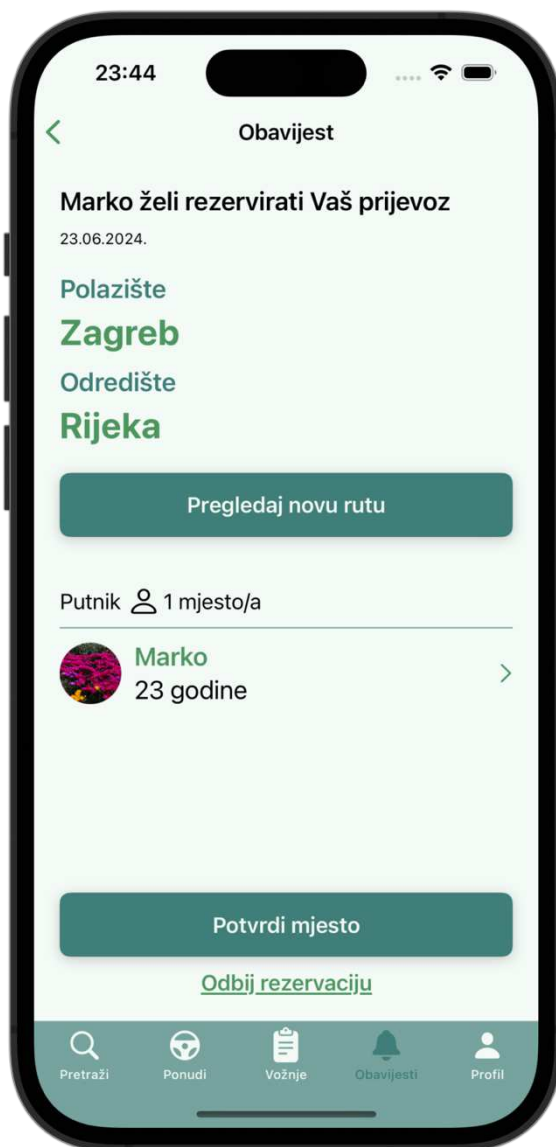 23:44
Obavijest
Marko želi rezervirati Vaš prijevoz
23.06.2024.
Polazište
Zagreb
Odredište
Rijeka
Pregledaj novu rutu
Putnik 1 mjesto/a
Marko
23 godine
Potvrdi mjesto
Odbij rezervaciju
Pretraži Ponudi Vožnje Obavijesti Profil